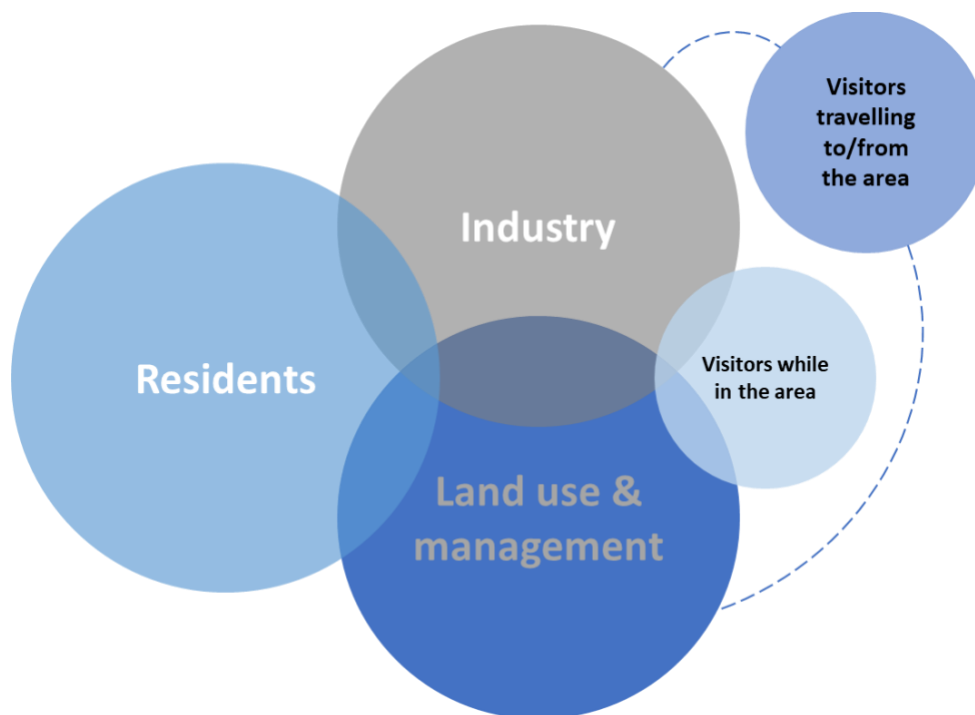 Visitors
travelling
to/from
the area
Industry
Residents
Visitors while
in the area
Land use &
management